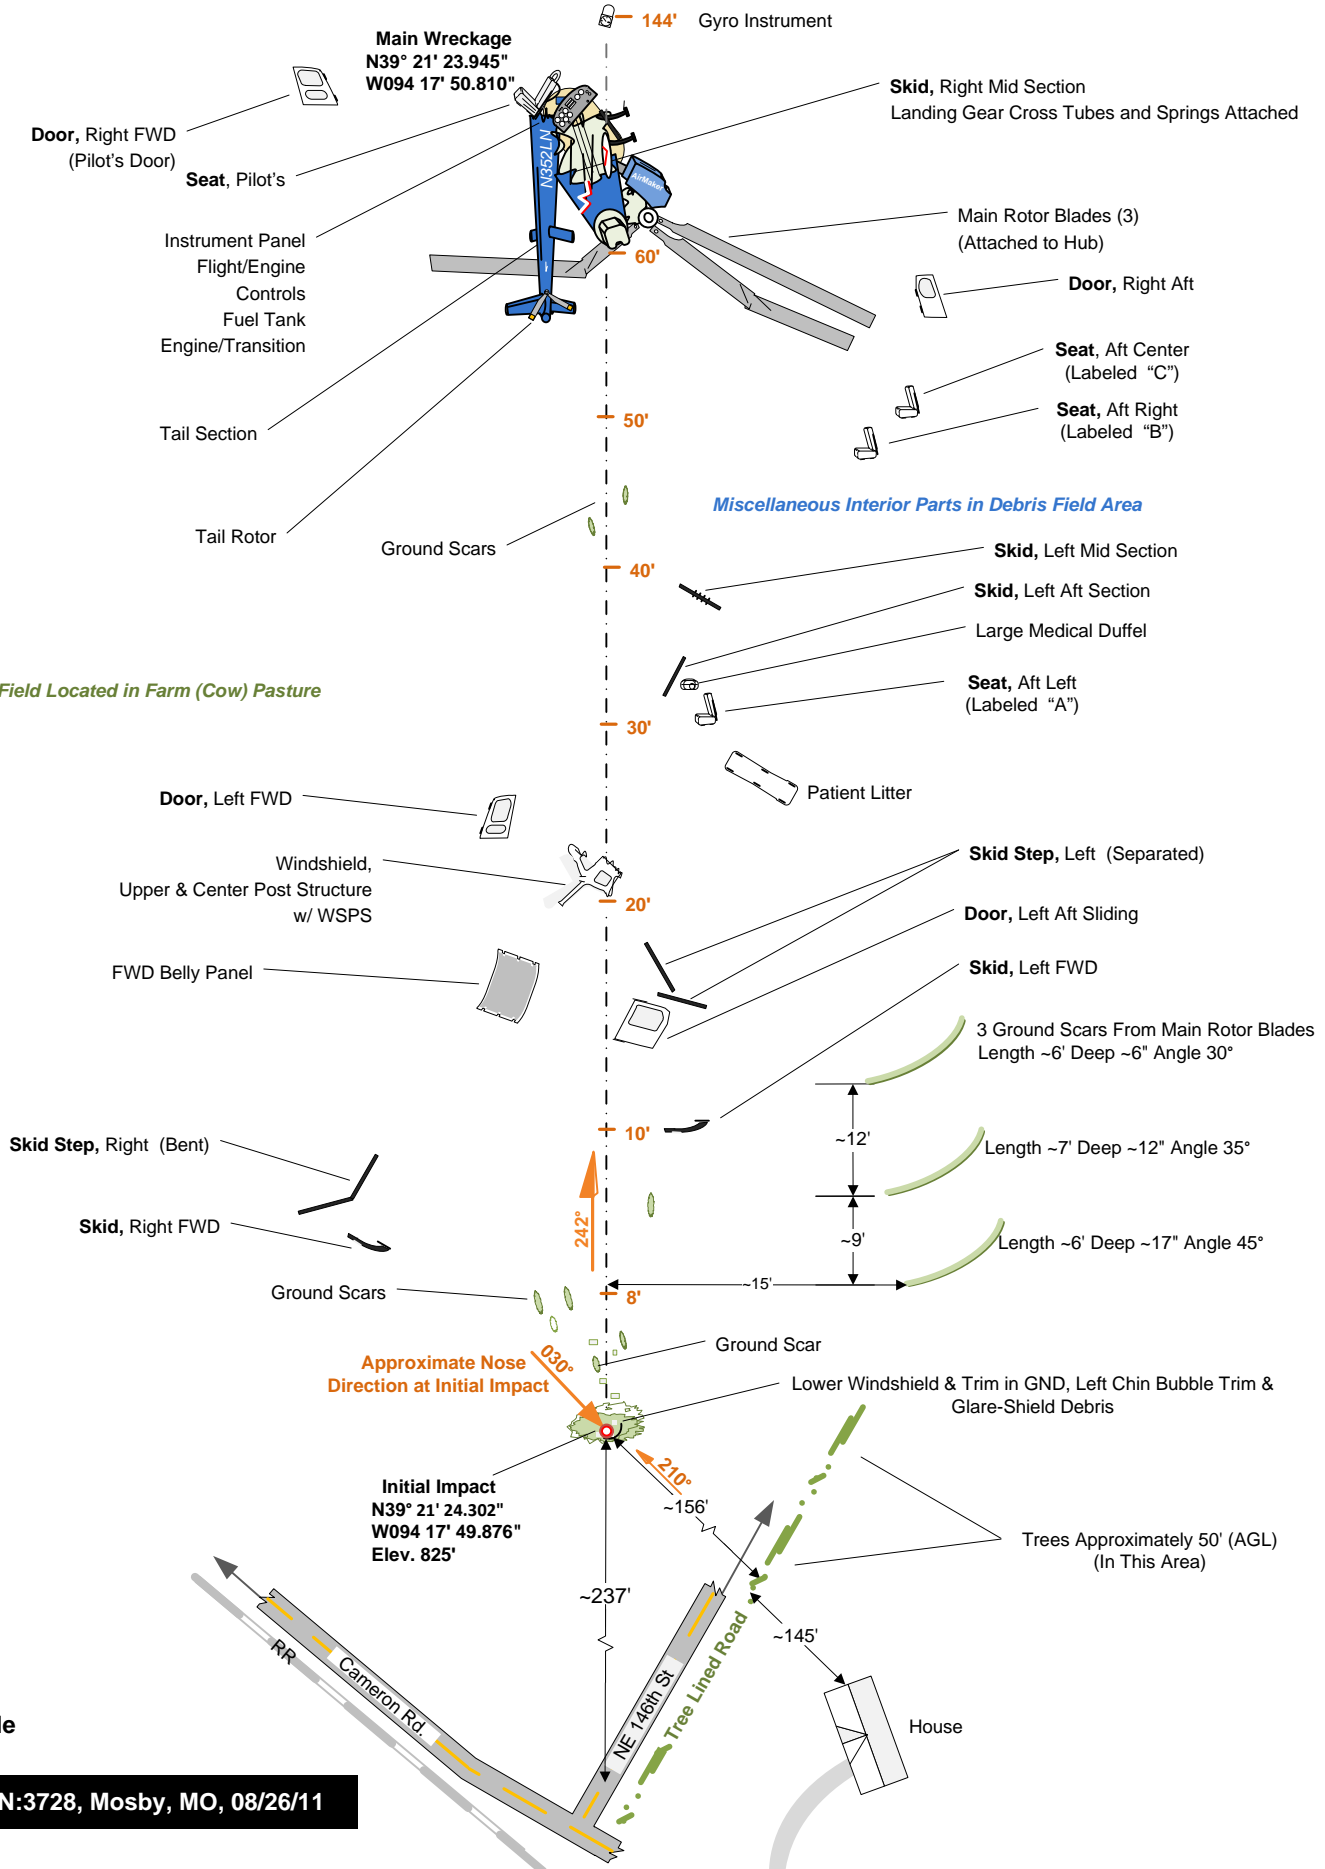 144' Gyro Instrument
Main Wreckage
N39° 21' 23.945"
W094 17' 50.810"
Skid, Right Mid Section
Landing Gear Cross Tubes and Springs Attached
Door, Right FWD
(Pilot's Door)
Seat, Pilot's
N352LN
AirMaker
Main Rotor Blades (3)
(Attached to Hub)
Instrument Panel
Flight/Engine
Controls
Fuel Tank
Engine/Transition
60'
Door, Right Aft
Seat, Aft Center
(Labeled “C”)
Seat, Aft Right
(Labeled “B”)
50'
Tail Section
Miscellaneous Interior Parts in Debris Field Area
Tail Rotor
Ground Scars
Skid, Left Mid Section
40'
Skid, Left Aft Section
Large Medical Duffel
Field Located in Farm (Cow) Pasture
Seat, Aft Left
(Labeled “A”)
30'
Patient Litter
Door, Left FWD
Windshield,
Upper & Center Post Structure
w/ WSPS
Skid Step, Left (Separated)
20'
Door, Left Aft Sliding
FWD Belly Panel
Skid, Left FWD
3 Ground Scars From Main Rotor Blades
Length ~6' Deep ~6" Angle 30°
10'
~12'
Skid Step, Right (Bent)
Length ~7' Deep ~12" Angle 35°
Skid, Right FWD
242°
~9'
Length ~6' Deep ~17" Angle 45°
~15'
Ground Scars
8'
Ground Scar
030°
Approximate Nose
Direction at Initial Impact
Lower Windshield & Trim in GND, Left Chin Bubble Trim &
Glare-Shield Debris
Initial Impact
N39° 21' 24.302"
W094 17' 49.876"
Elev. 825'
210°
~156'
Trees Approximately 50' (AGL)
(In This Area)
~237'
~145'
RR
Cameron Rd.
NE 146th St
Tree Lined Road
House
le
N:3728, Mosby, MO, 08/26/11